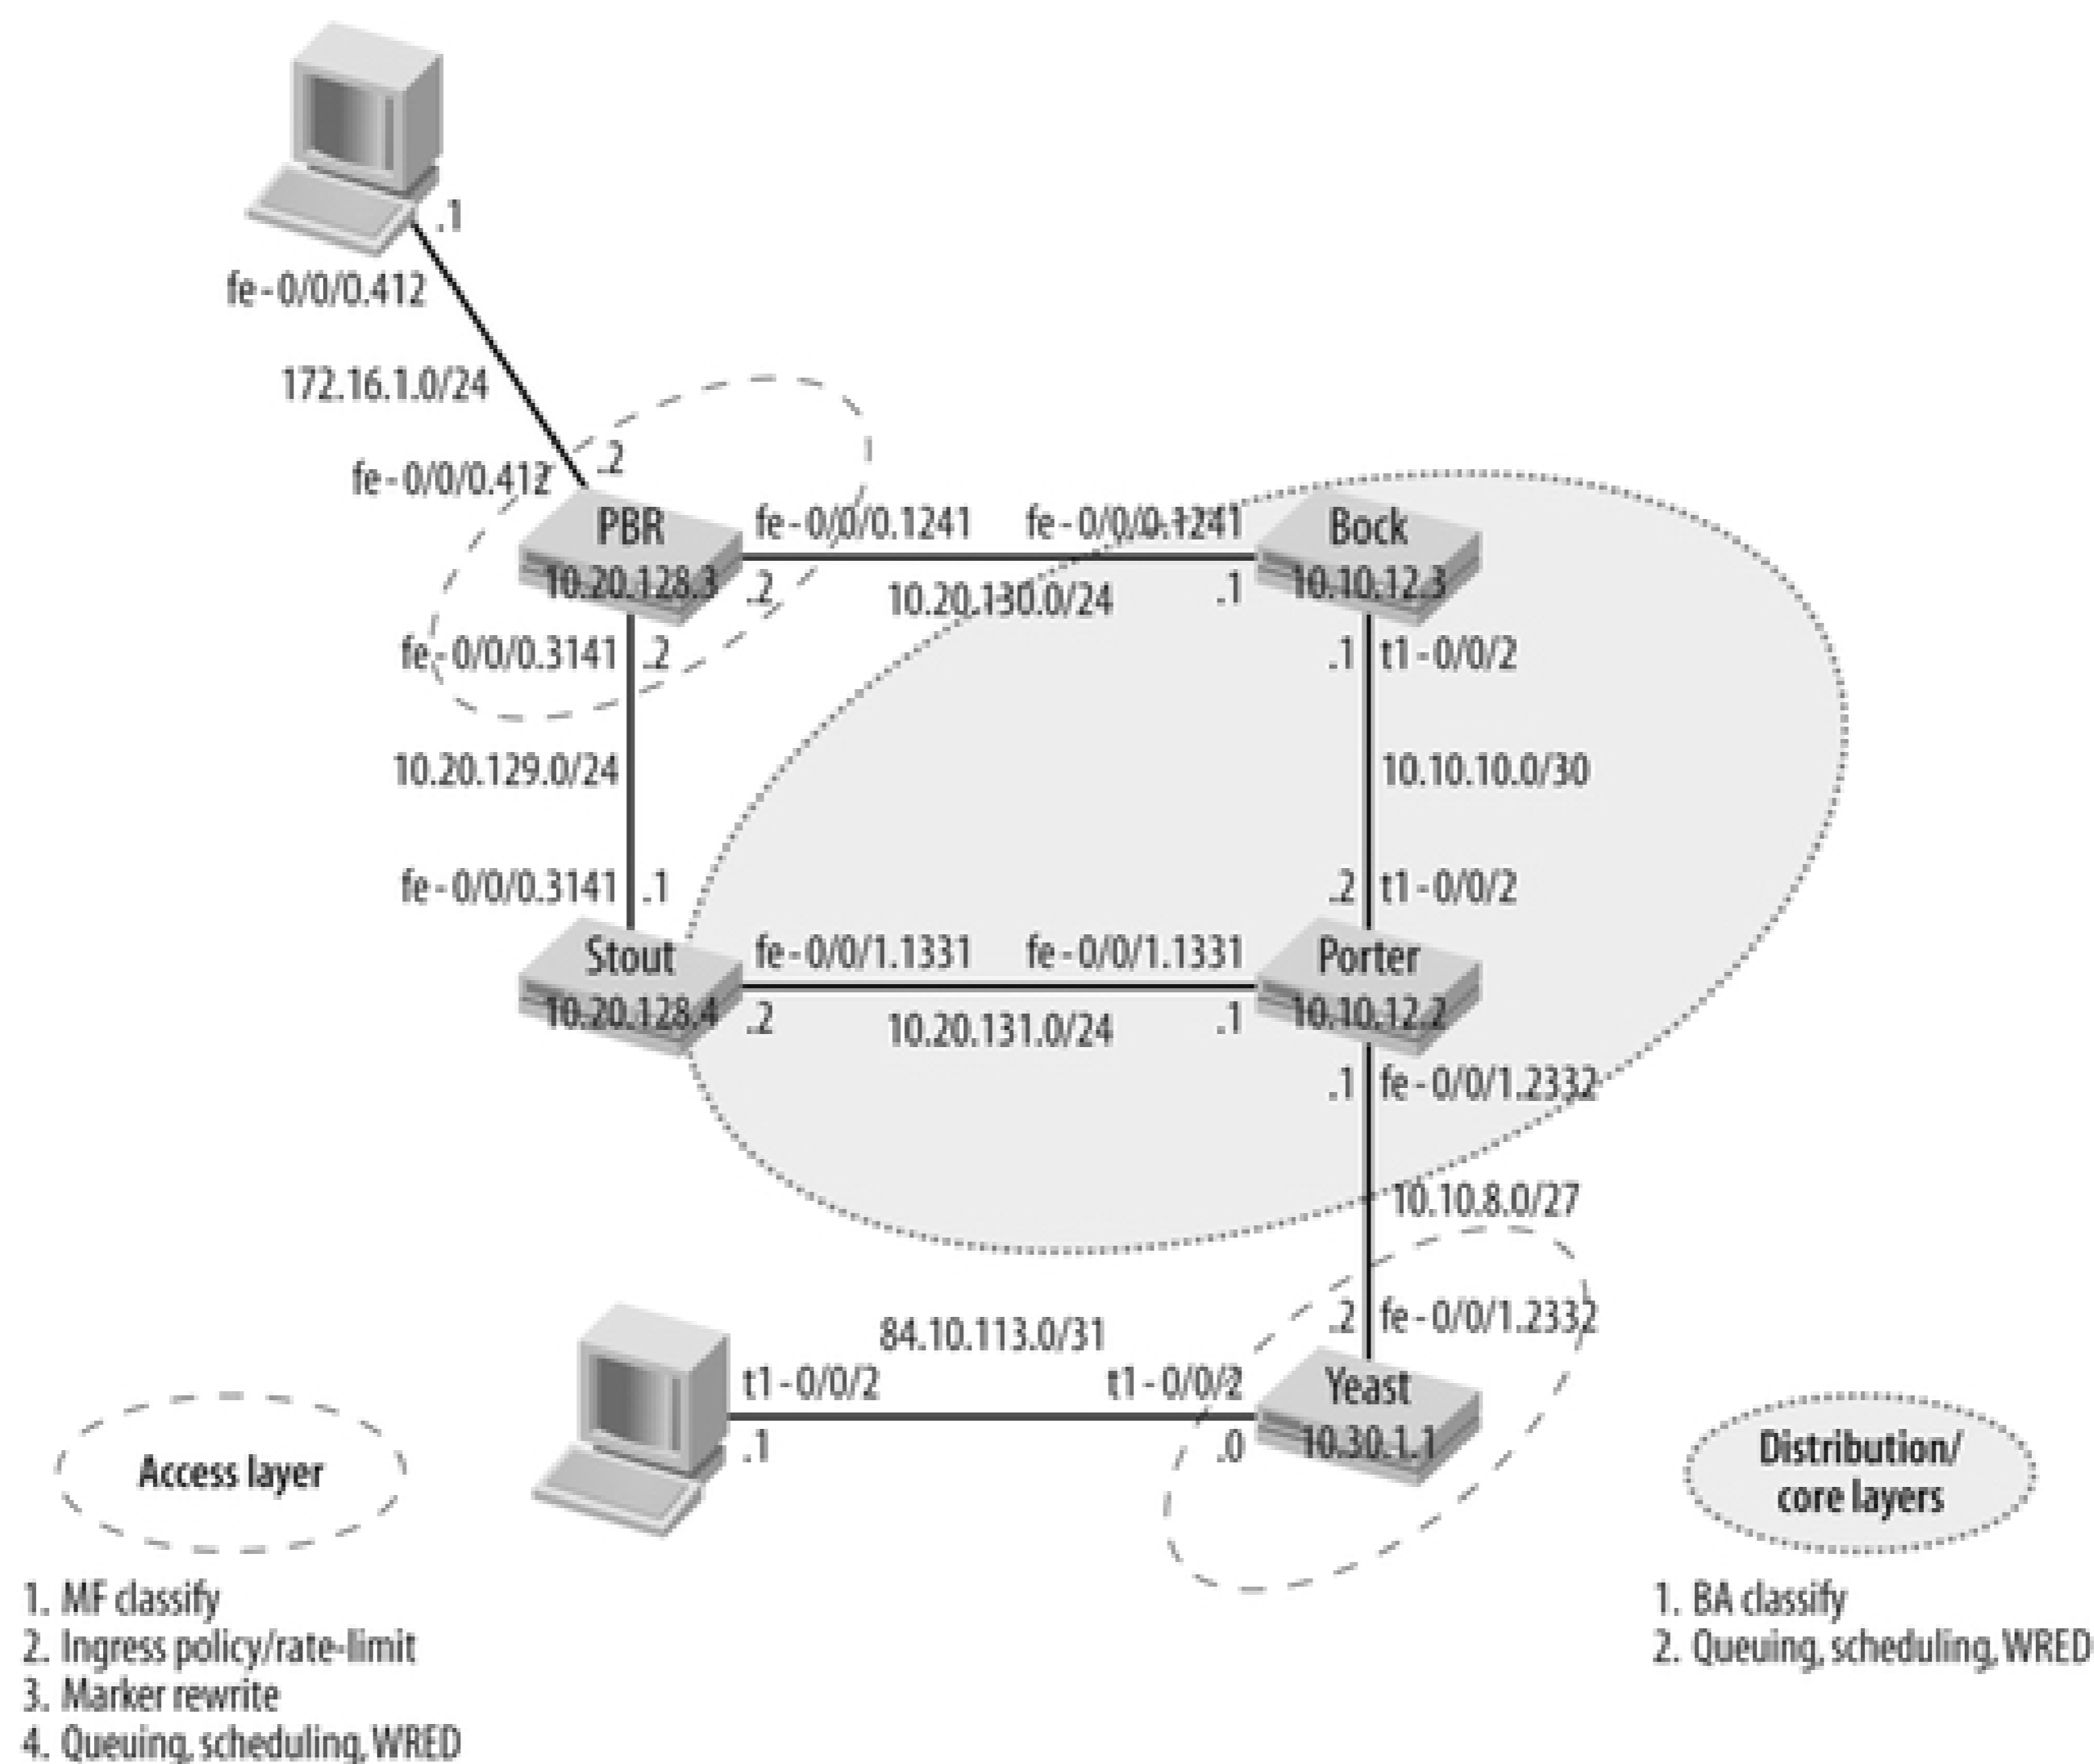 .1
fe-0/0/0.412
172.16.1.0/24
.2
fe-0/0/0.412
PBR
10.20.128.3
fe-0/0/0.1241
fe-0/0/0.1241
.2
10.20.130.0/24
.1
Bock
10.10.12.3
fe-0/0/0.3141
.2
.1
t1-0/0/2
10.20.129.0/24
10.10.10.0/30
fe-0/0/0.3141
.1
.2
t1-0/0/2
Stout
10.20.128.4
fe-0/0/1.1331
fe-0/0/1.1331
.2
10.20.131.0/24
.1
Porter
10.10.12.2
.1
fe-0/0/1.2332
10.10.8.0/27
.2
fe-0/0/1.2332
84.10.113.0/31
t1-0/0/2
t1-0/0/2
.1
.0
Yeast
10.30.1.1
Access layer
1. MF classify
2. Ingress policy/rate-limit
3. Marker rewrite
4. Queuing, scheduling, WRED
Distribution/
core layers
1. BA classify
2. Queuing, scheduling, WRED